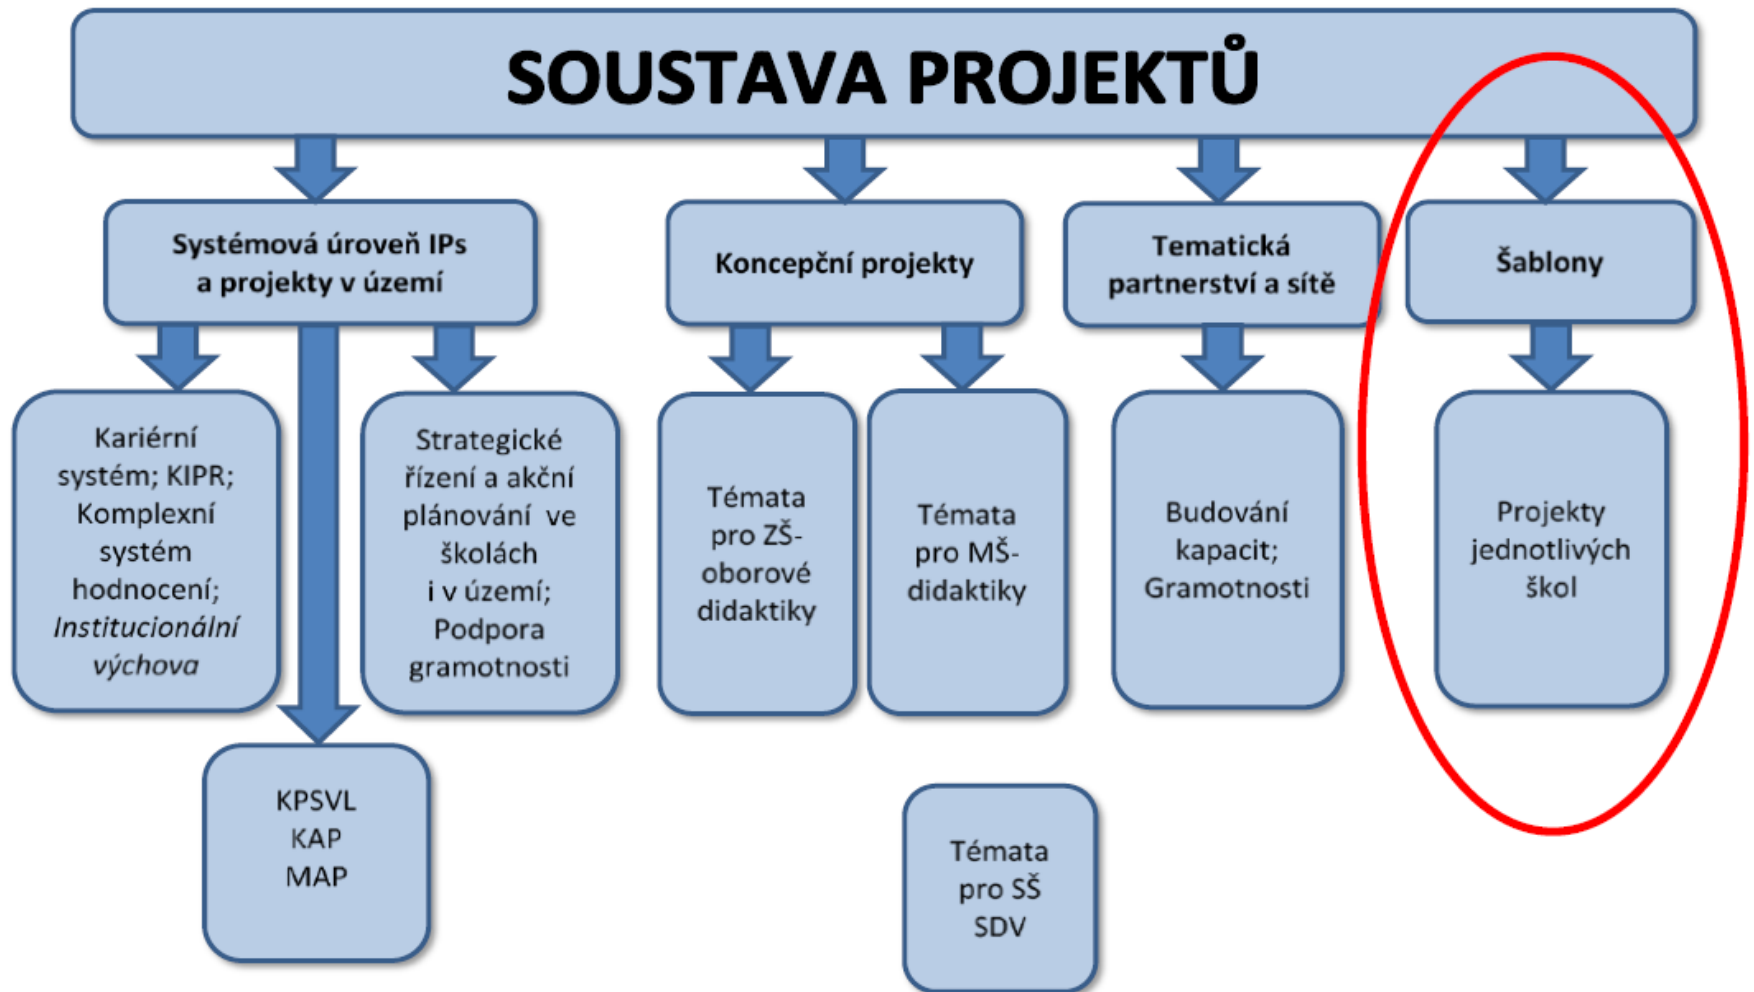 SOUSTAVA PROJEKTŮ
Systémová úroveň IPs
a projekty v území
Koncepční projekty
Tematická
partnerství a sítě
Šablony
Kariérní
systém; KIPR;
Komplexní
systém
hodnocení;
Institucionální
výchova
Strategické
řízení a akční
plánování ve
školách
i v území;
Podpora
gramotnosti
Témata
pro ZŠ-
oborové
didaktiky
Témata
pro MŠ-
didaktiky
Budování
kapacit;
Gramotnosti
Projekty
jednotlivých
škol
KPSVL
KAP
MAP
Témata
pro SŠ
SDV